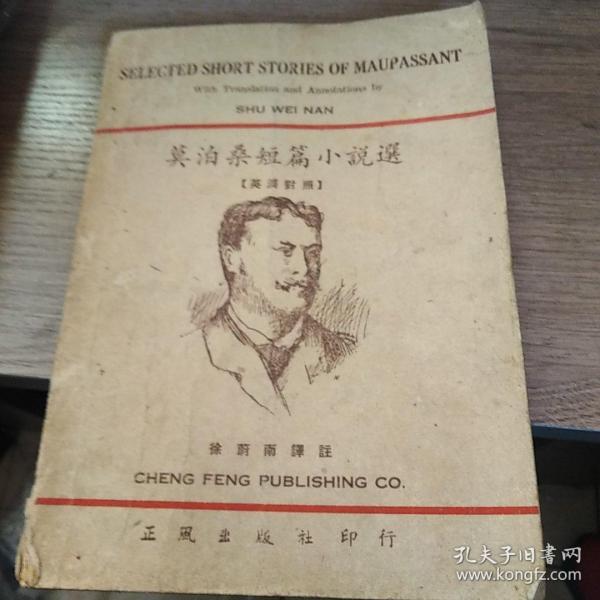 SELECTED SHORT STORIES OF MAUPASSANT
With Translation and Annotations by
SHU WEI NAN
莫泊桑短篇小說選
【英漢對照】
徐蔚南譯註
CHENG FENG PUBLISHING CO.
正風出版社印行
孔夫子旧书网
www.kongfz.com